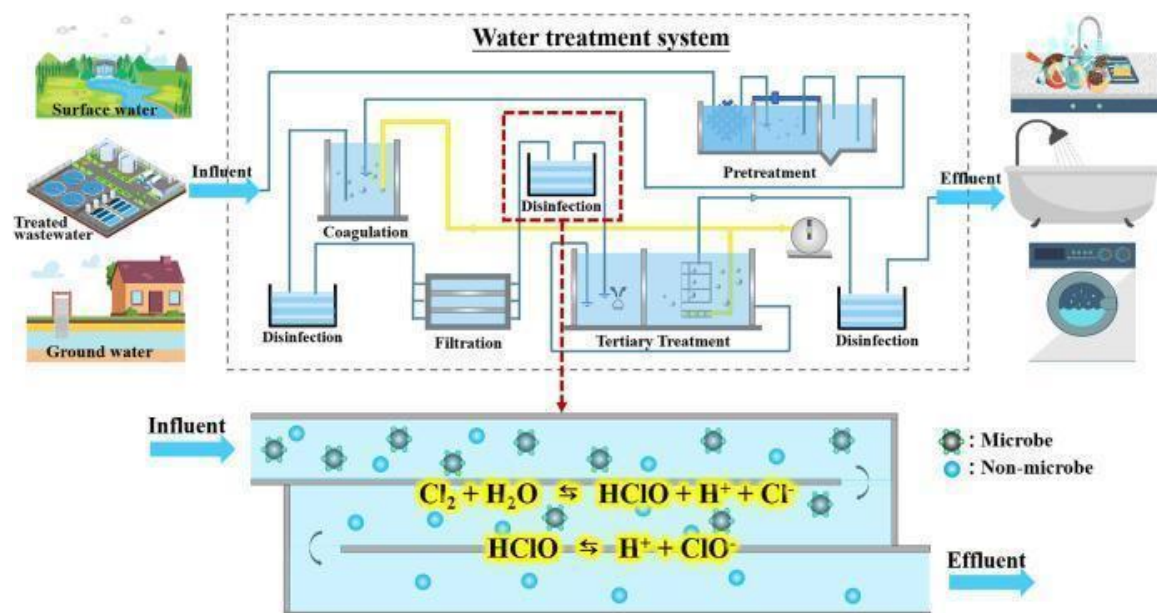 Water treatment system
Surface water
Influent
Treated
wastewater
Ground water
Coagulation
Disinfection
Pretreatment
Disinfection
Filtration
Tertiary Treatment
Disinfection
Effluent
Influent
Cl₂ + H₂O ⇆ HClO + H⁺ + Cl⁻
HClO ⇆ H⁺ + ClO⁻
: Microbe
: Non-microbe
Effluent